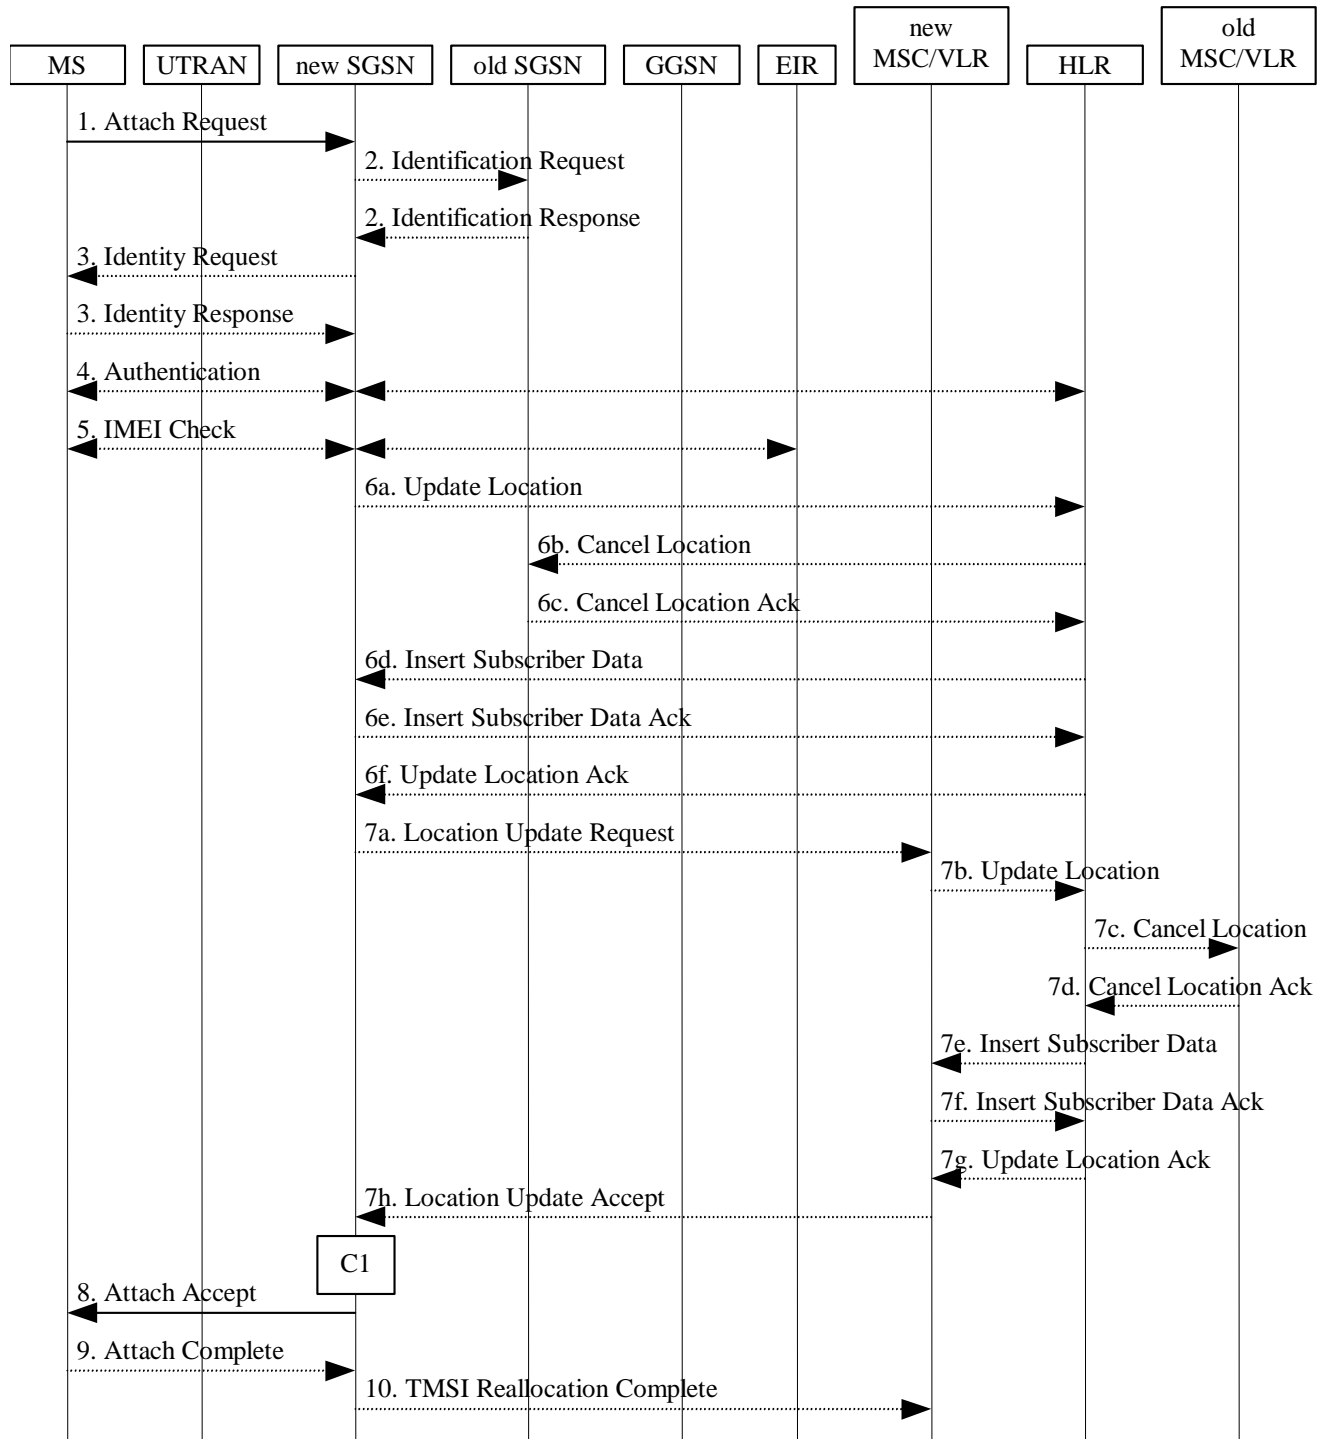 new
MSC/VLR
old
MSC/VLR
MS
UTRAN
new SGSN
old SGSN
GGSN
EIR
HLR
1. Attach Request
2. Identification Request
2. Identification Response
3. Identity Request
3. Identity Response
4. Authentication
5. IMEI Check
6a. Update Location
6b. Cancel Location
6c. Cancel Location Ack
6d. Insert Subscriber Data
6e. Insert Subscriber Data Ack
6f. Update Location Ack
7a. Location Update Request
7b. Update Location
7c. Cancel Location
7d. Cancel Location Ack
7e. Insert Subscriber Data
7f. Insert Subscriber Data Ack
7g. Update Location Ack
7h. Location Update Accept
C1
8. Attach Accept
9. Attach Complete
10. TMSI Reallocation Complete